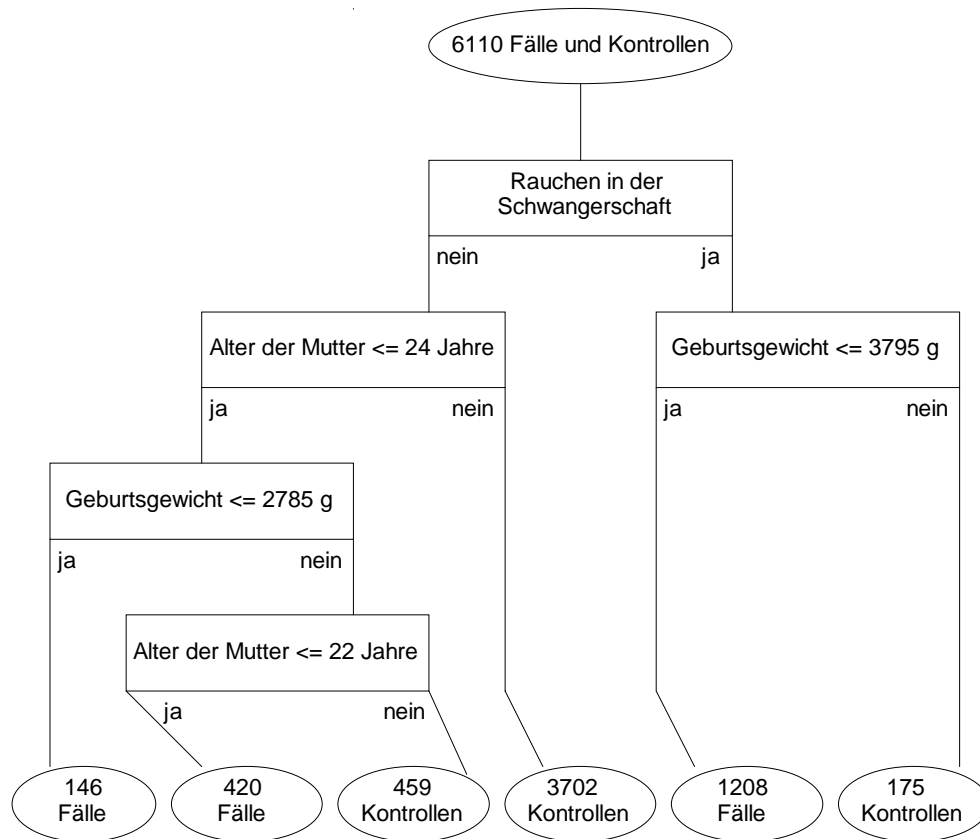 6110 Fälle und Kontrollen
Rauchen in der
Schwangerschaft
nein
ja
Alter der Mutter <= 24 Jahre
Geburtsgewicht <= 3795 g
ja
nein
ja
nein
Geburtsgewicht <= 2785 g
ja
nein
Alter der Mutter <= 22 Jahre
ja
nein
146
Fälle
420
Fälle
459
Kontrollen
3702
Kontrollen
1208
Fälle
175
Kontrollen